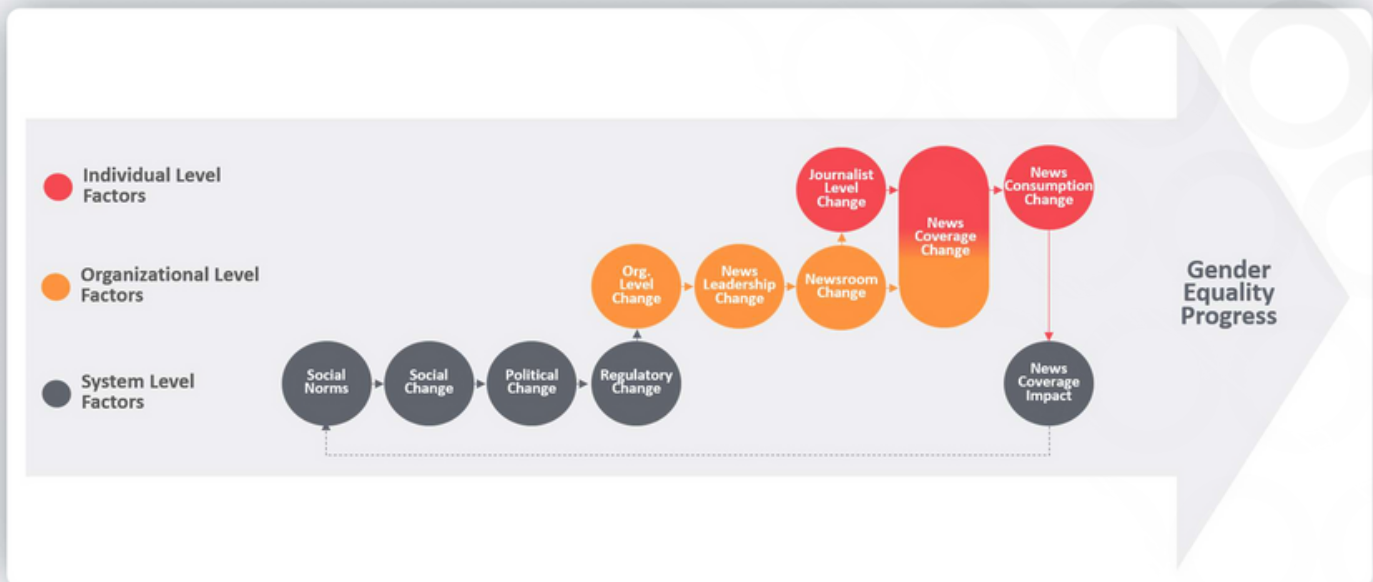 Individual Level
Factors
Organizational Level
Factors
System Level
Factors
Social
Norms
Social
Change
Political
Change
Regulatory
Change
Org.
Level
Change
News
Leadership
Change
Newsroom
Change
Journalist
Level
Change
News
Coverage
Change
News
Consumption
Change
News
Coverage
Impact
Gender
Equality
Progress